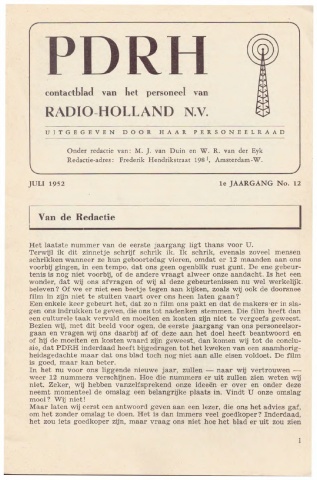 PDRH
contactblad van het personeel van
RADIO-HOLLAND N.V.
UITGEGEVEN DOOR HAAR PERSONEELRAAD
Onder redactie van: M. J. van Duin en W. R. van der Eyk
Redactie-adres: Frederik Hendrikstraat 198¹, Amsterdam-W.
JULI 1952
1e JAARGANG No. 12
Van de Redactie
Het laatste nummer van de eerste jaargang ligt thans voor U.
Terwijl ik dit zinnetje schrijf schrik ik. Ik schrik, evenals zoveel mensen
schrikken wanneer ze hun geboortedag vieren, omdat er 12 maanden aan ons
voorbij gingen, in een tempo, dat ons geen ogenblik rust gunt. De ene gebeur-
tenis is nog niet voorbij, of de andere vraagt alweer onze aandacht. Is het een
wonder, dat wij ons afvragen of wij al deze gebeurtenissen nu wel werkelijk
beleven? Of we er niet een beetje tegen aan kijken, zoals wij ook de doorsnee
film in zijn niet te stuiten vaart over ons heen laten gaan?
Een enkele keer gebeurt het, dat zo'n film ons pakt en dat de makers er in sla-
gen ons indrukken te geven, die ons tot nadenken stemmen. Die film heeft dan
een culturele taak vervuld en moeiten en kosten zijn niet te vergeefs geweest.
Bezien wij, met dit beeld voor ogen, de eerste jaargang van ons personeelsor-
gaan en vragen wij ons daarbij af of deze aan het doel heeft beantwoord en
of hij de moeiten en kosten waard zijn geweest, dan komen wij tot de conclu-
sie, dat PDRH inderdaad heeft bijgedragen tot het kweken van een saamhorig-
heidsgedachte maar dat ons blad toch nog niet aan alle eisen voldoet. De film
is goed, maar kan beter.
In het nu voor ons liggende nieuwe jaar, zullen — naar wij vertrouwen —
weer 12 nummers verschijnen. Hoe die nummers er uit zullen zien weten wij
niet. Zeker, wij hebben vanzelfsprekend onze ideeën er over en onder deze
neemt momenteel de omslag een belangrijke plaats in. Vindt U onze omslag
mooi? Wij niet!
Maar laten wij eerst een antwoord geven aan een lezer, die ons het advies gaf,
om het zonder omslag te doen. Het is dan immers veel goedkoper? Inderdaad,
het zou iets goedkoper zijn, maar vraag ons niet hoe het blad er uit zou zien
1